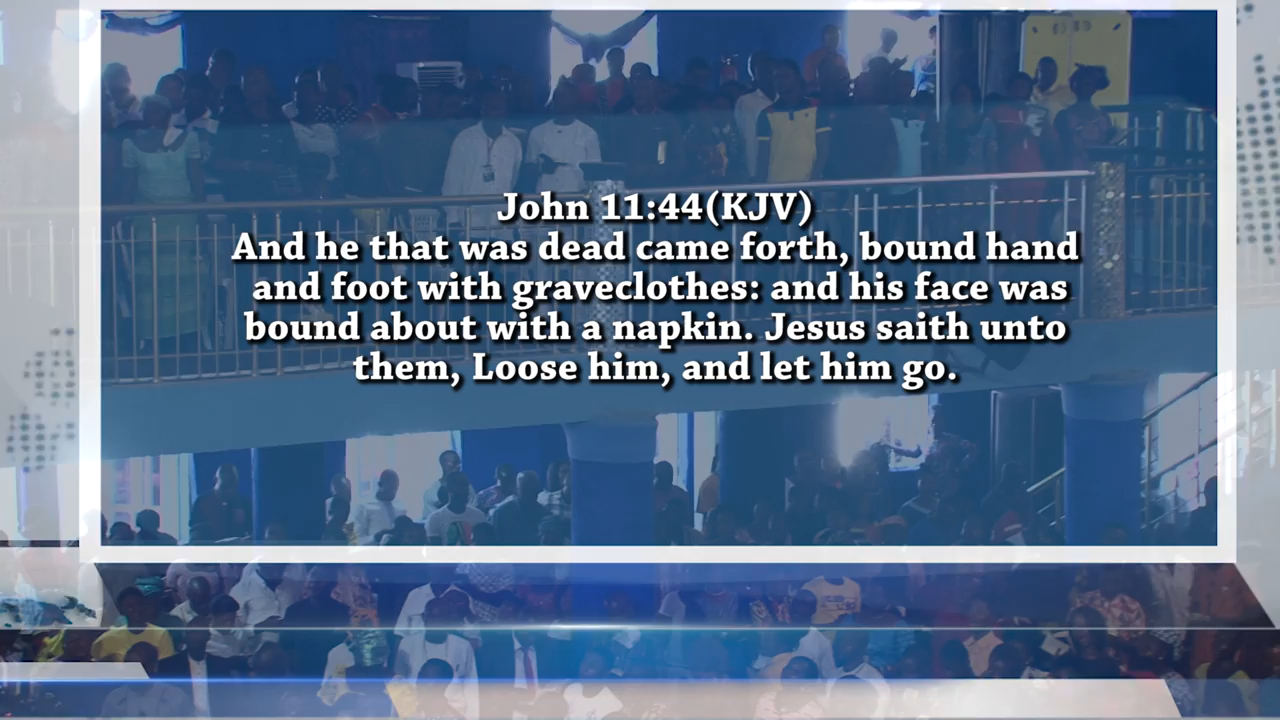 John 11:44(KJV)
And he that was dead came forth, bound hand
and foot with graveclothes: and his face was
bound about with a napkin. Jesus saith unto
them, Loose him, and let him go.